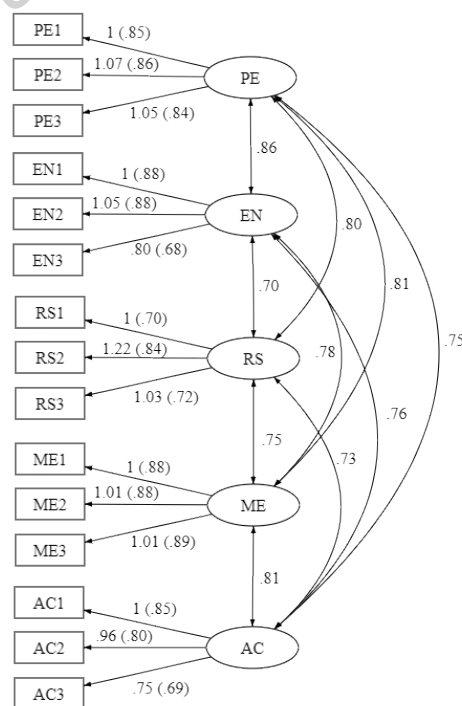 PE1
1 (.85)
PE2
1.07 (.86)
PE
PE3
1.05 (.84)
.86
EN1
1 (.88)
EN2
1.05 (.88)
EN
.80
EN3
.80 (.68)
.70
.81
RS1
1 (.70)
.75
RS2
1.22 (.84)
RS
.78
RS3
1.03 (.72)
.76
.75
.73
ME1
1 (.88)
ME2
1.01 (.88)
ME
ME3
1.01 (.89)
.81
AC1
1 (.85)
AC2
.96 (.80)
AC
AC3
.75 (.69)